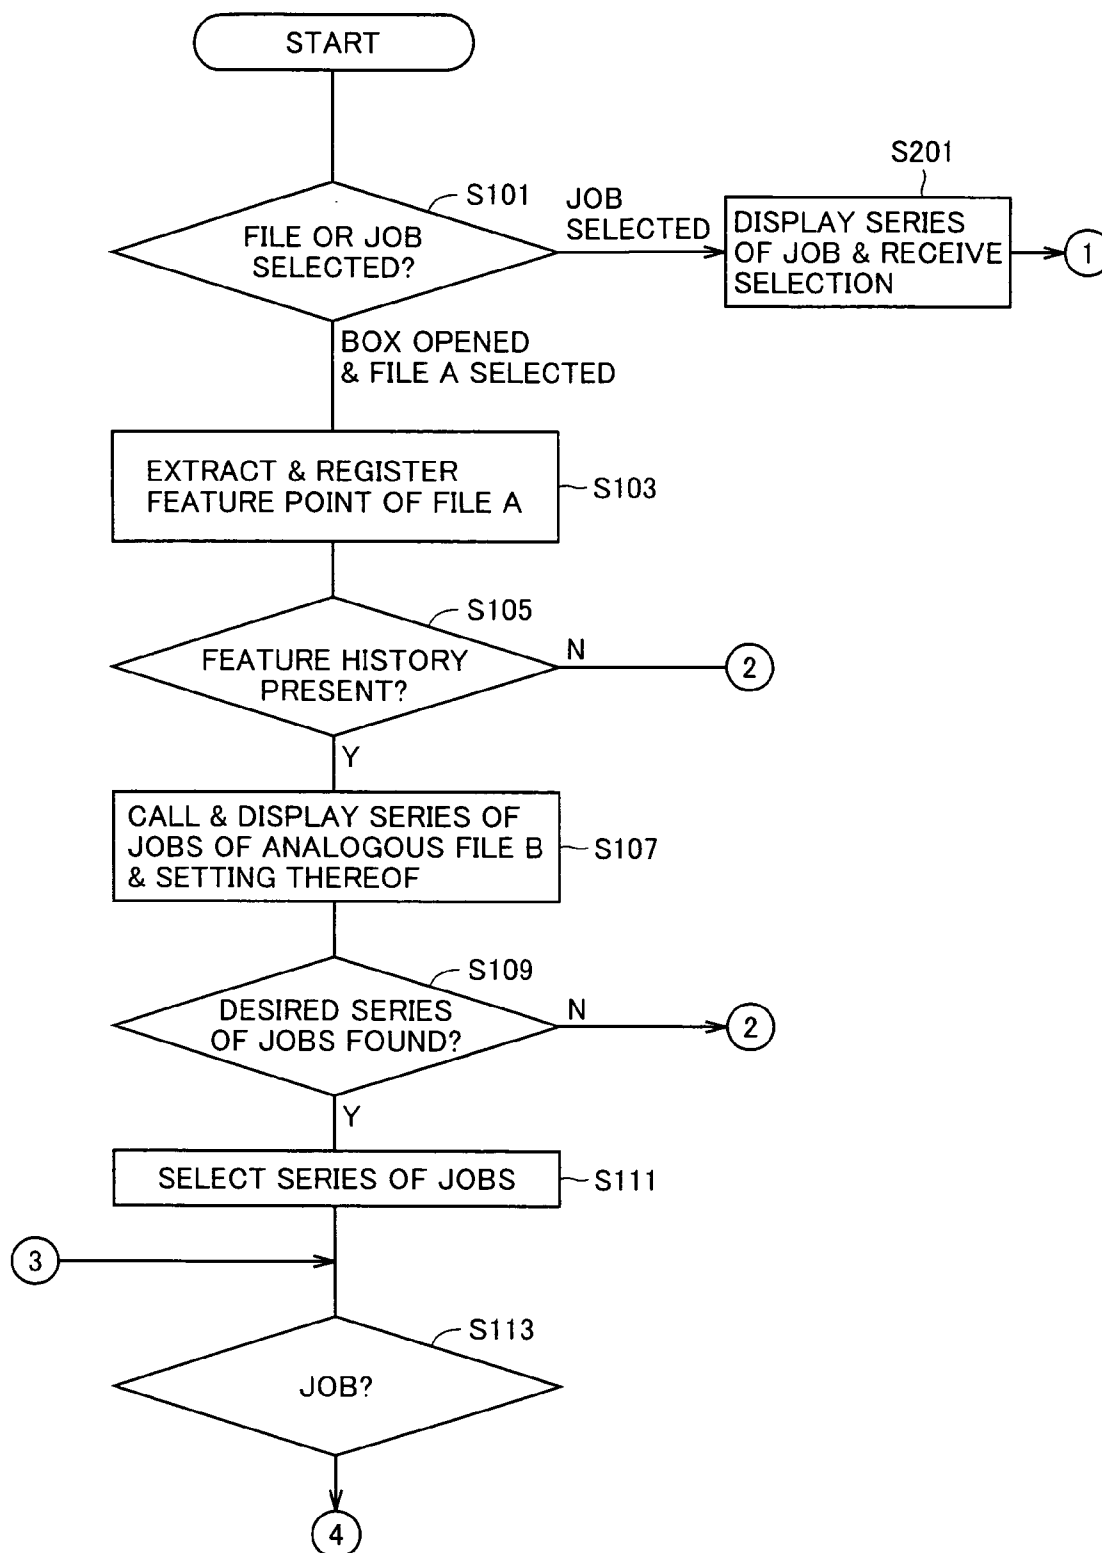 START
S101
FILE OR JOB
SELECTED?
JOB
SELECTED
S201
DISPLAY SERIES
OF JOB & RECEIVE
SELECTION
1
BOX OPENED
& FILE A SELECTED
EXTRACT & REGISTER
FEATURE POINT OF FILE A
S103
S105
FEATURE HISTORY
PRESENT?
N
2
Y
CALL & DISPLAY SERIES OF
JOBS OF ANALOGOUS FILE B
& SETTING THEREOF
S107
S109
DESIRED SERIES
OF JOBS FOUND?
N
2
Y
SELECT SERIES OF JOBS
S111
3
S113
JOB?
4